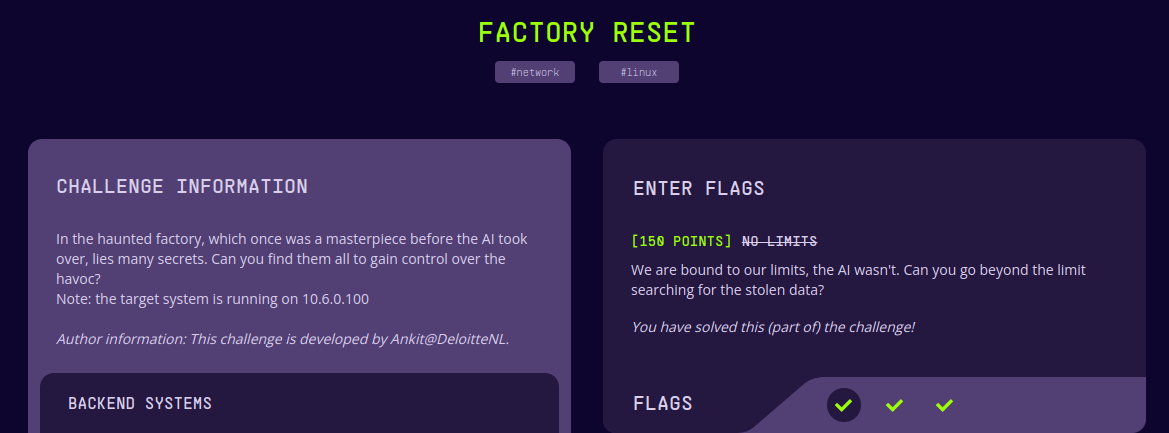 FACTORY RESET
#network
#linux
CHALLENGE INFORMATION
In the haunted factory, which once was a masterpiece before the AI took
over, lies many secrets. Can you find them all to gain control over the
havoc?
Note: the target system is running on 10.6.0.100
Author information: This challenge is developed by Ankit@DeloitteNL.
BACKEND SYSTEMS
ENTER FLAGS
[150 POINTS] NO LIMITS
We are bound to our limits, the AI wasn't. Can you go beyond the limit
searching for the stolen data?
You have solved this (part of) the challenge!
FLAGS